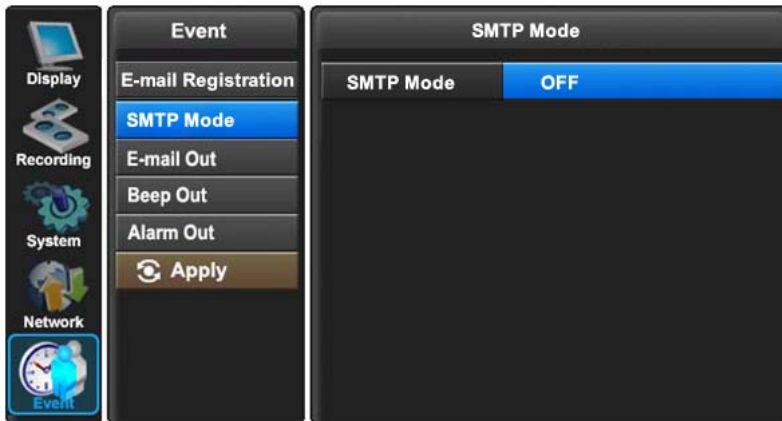 Display
Recording
System
Network
Event
Event
E-mail Registration
SMTP Mode
E-mail Out
Beep Out
Alarm Out
Apply
SMTP Mode
SMTP Mode OFF